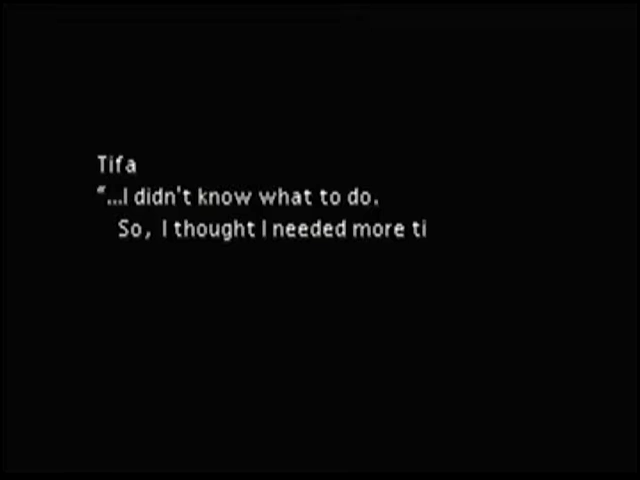 Tifa
“...I didn't know what to do.
So, I thought I needed more ti